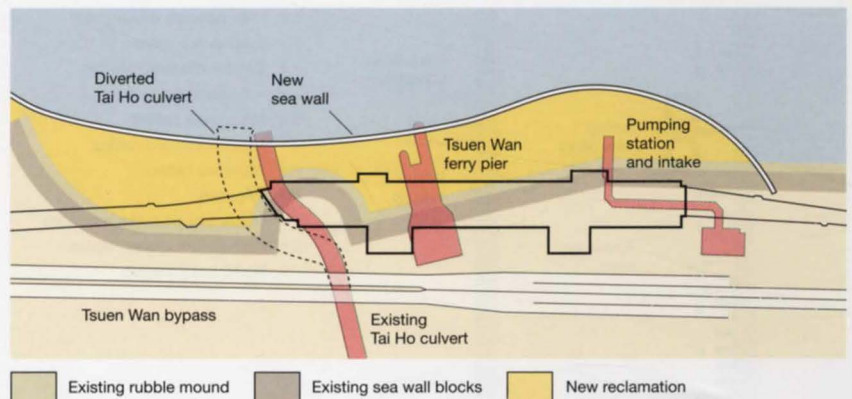 Diverted
Tai Ho culvert
New
sea wall
Tsuen Wan
ferry pier
Pumping
station
and intake
Tsuen Wan bypass
Existing
Tai Ho culvert
Existing rubble mound
Existing sea wall blocks
New reclamation